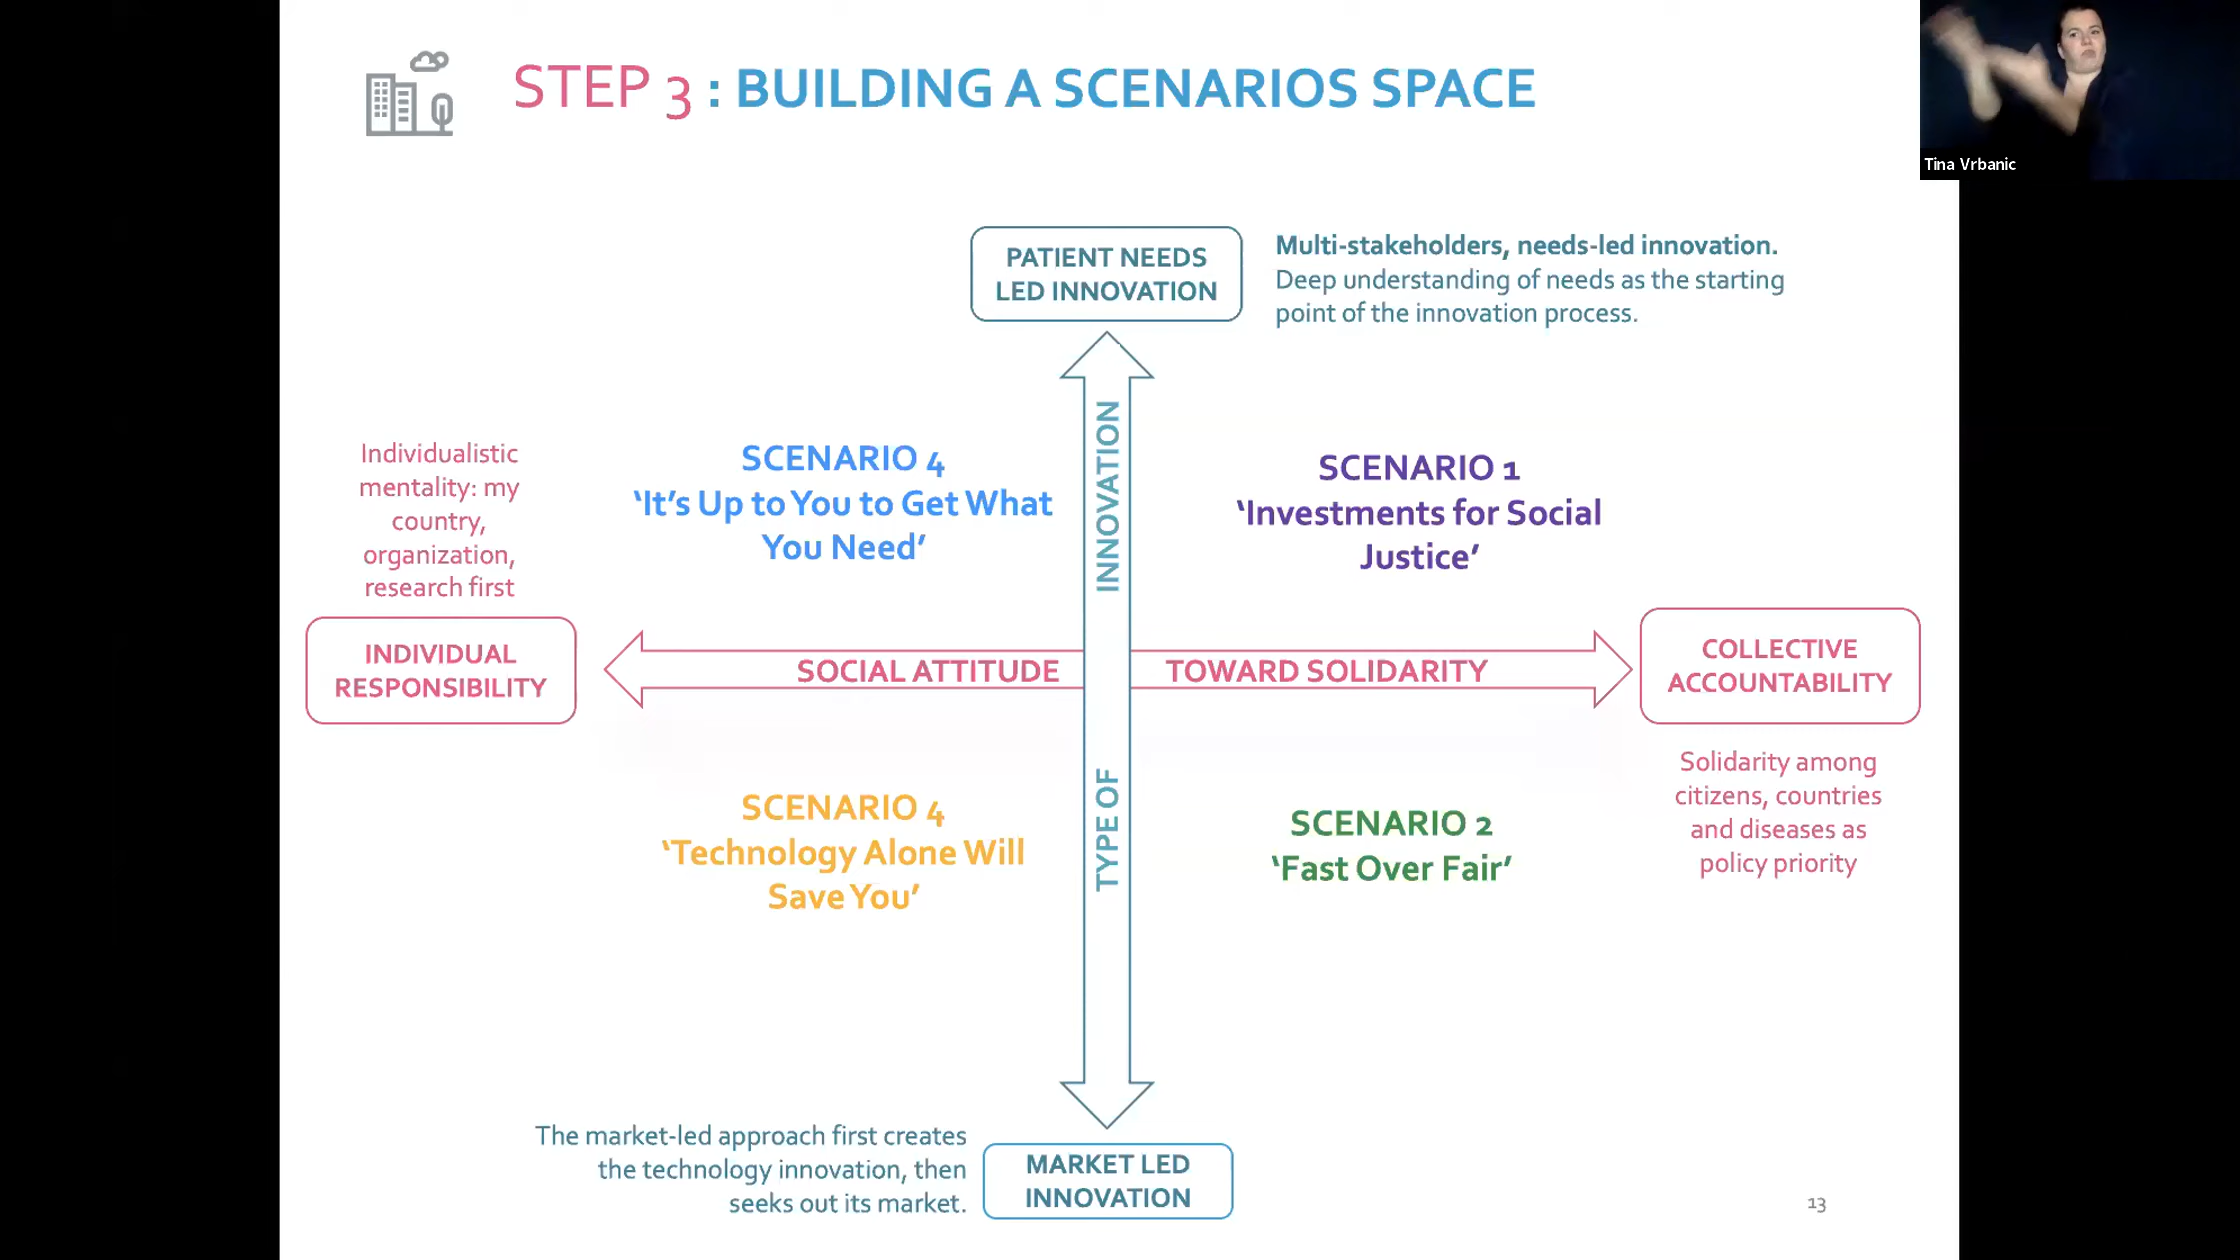 STEP 3 : BUILDING A SCENARIOS SPACE
Tina Vrbanic
PATIENT NEEDS
LED INNOVATION
Multi-stakeholders, needs-led innovation.
Deep understanding of needs as the starting
point of the innovation process.
Individualistic
mentality: my
country,
organization,
research first
SCENARIO 4
‘It’s Up to You to Get What
You Need’
INNOVATION
SCENARIO 1
‘Investments for Social
Justice’
INDIVIDUAL
RESPONSIBILITY
SOCIAL ATTITUDE
TOWARD SOLIDARITY
COLLECTIVE
ACCOUNTABILITY
SCENARIO 4
‘Technology Alone Will
Save You’
TYPE OF
SCENARIO 2
‘Fast Over Fair’
Solidarity among
citizens, countries
and diseases as
policy priority
The market-led approach first creates
the technology innovation, then
seeks out its market.
MARKET LED
INNOVATION
13